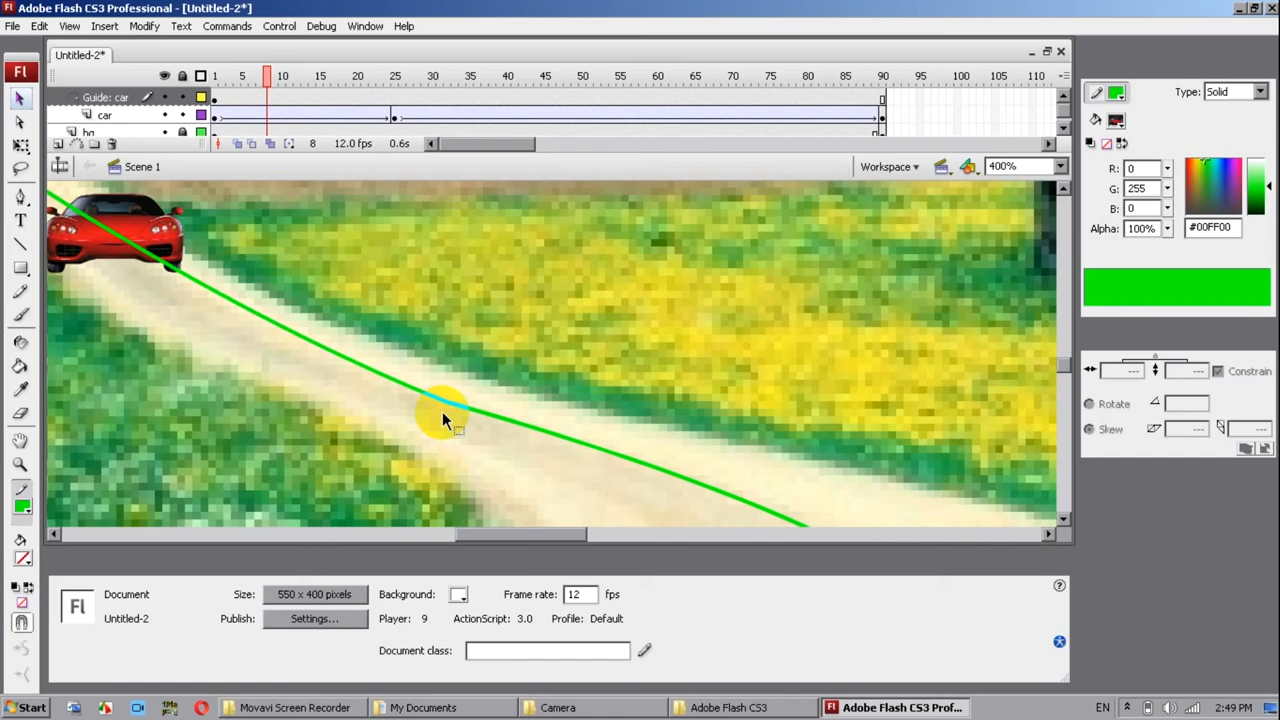 Adobe Flash CS3 Professional - [Untitled-2*]
File Edit View Insert Modify Text Commands Control Debug Window Help
Fl
Untitled-2*
1 5 10 15 20 25 30 35 40 45 50 55 60 65 70 75 80 85 90 95 100 105 110
Guide: car
car
bg
8 12.0 fps 0.6s
Scene 1 Workspace 400%
Type: Solid
R: 0
G: 255
B: 0
Alpha: 100% #00FF00
--- --- Constrain
Rotate
Skew --- ---
Fl Document Size: 550 x 400 pixels Background: Frame rate: 12 fps
Untitled-2 Publish: Settings... Player: 9 ActionScript: 3.0 Profile: Default
Document class:
Start Movavi Screen Recorder My Documents Camera Adobe Flash CS3 Adobe Flash CS3 Prof... EN 2:49 PM